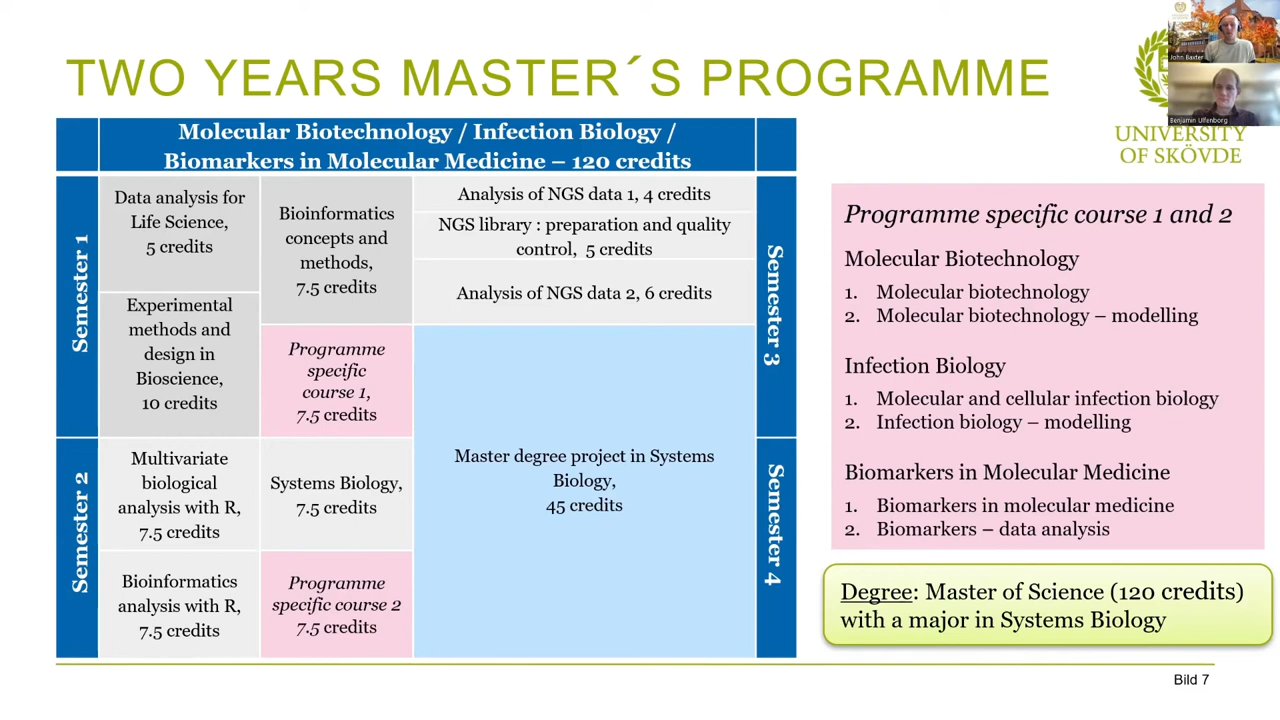 TWO YEARS MASTER´S PROGRAMME
John Baxter
Benjamin Ulfenborg
UNIVERSITY
OF SKÖVDE
Molecular Biotechnology / Infection Biology /
Biomarkers in Molecular Medicine – 120 credits
Semester 1
Data analysis for
Life Science,
5 credits
Experimental
methods and
design in
Bioscience,
10 credits
Bioinformatics
concepts and
methods,
7.5 credits
Programme
specific
course 1,
7.5 credits
Semester 2
Multivariate
biological
analysis with R,
7.5 credits
Bioinformatics
analysis with R,
7.5 credits
Systems Biology,
7.5 credits
Programme
specific course 2
7.5 credits
Analysis of NGS data 1, 4 credits
NGS library : preparation and quality
control, 5 credits
Analysis of NGS data 2, 6 credits
Semester 3
Master degree project in Systems
Biology,
45 credits
Semester 4
Programme specific course 1 and 2
Molecular Biotechnology
1. Molecular biotechnology
2. Molecular biotechnology – modelling
Infection Biology
1. Molecular and cellular infection biology
2. Infection biology – modelling
Biomarkers in Molecular Medicine
1. Biomarkers in molecular medicine
2. Biomarkers – data analysis
Degree: Master of Science (120 credits)
with a major in Systems Biology
Bild 7